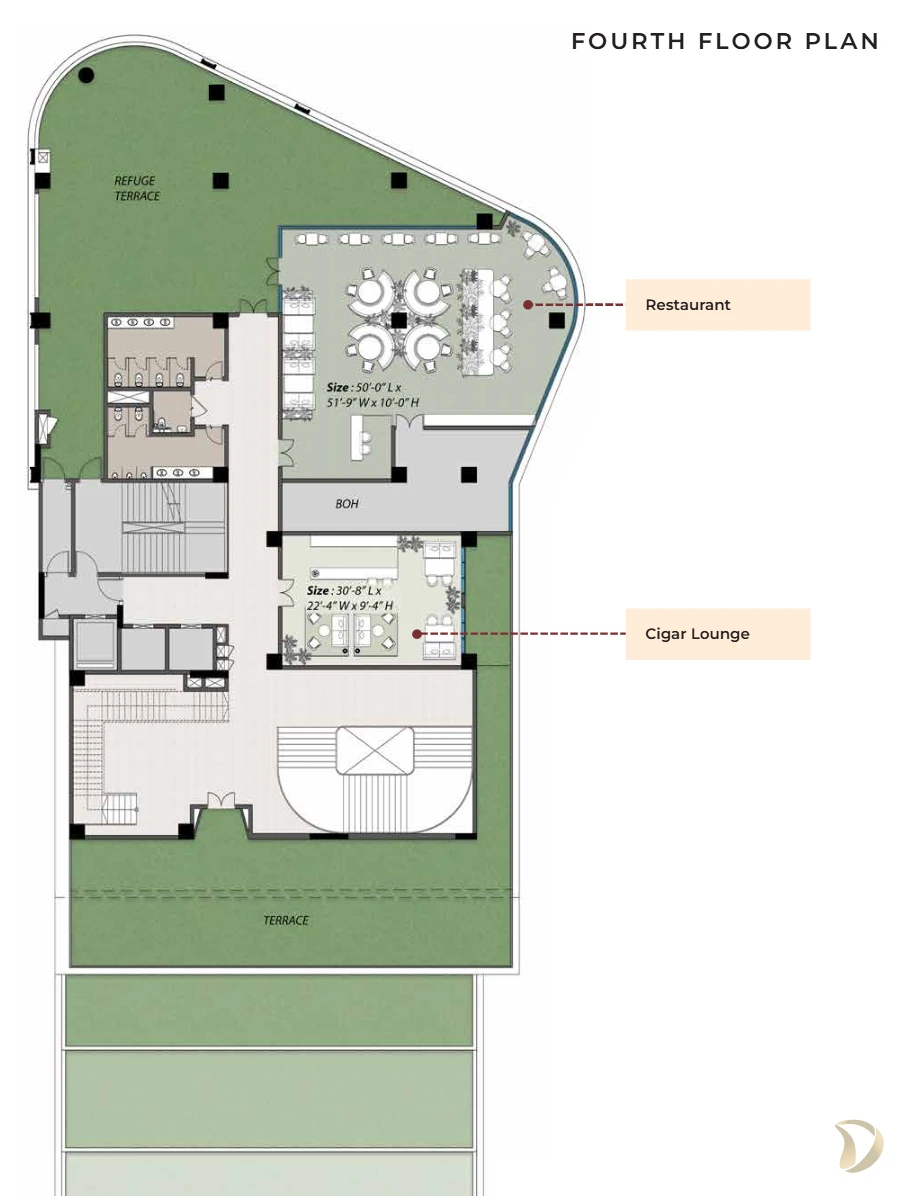 FOURTH FLOOR PLAN
REFUGE
TERRACE
Restaurant
Size : 50'-0" L x
51'-9" W x 10'-0" H
BOH
Size : 30'-8" L x
22'-4" W x 9'-4" H
Cigar Lounge
TERRACE